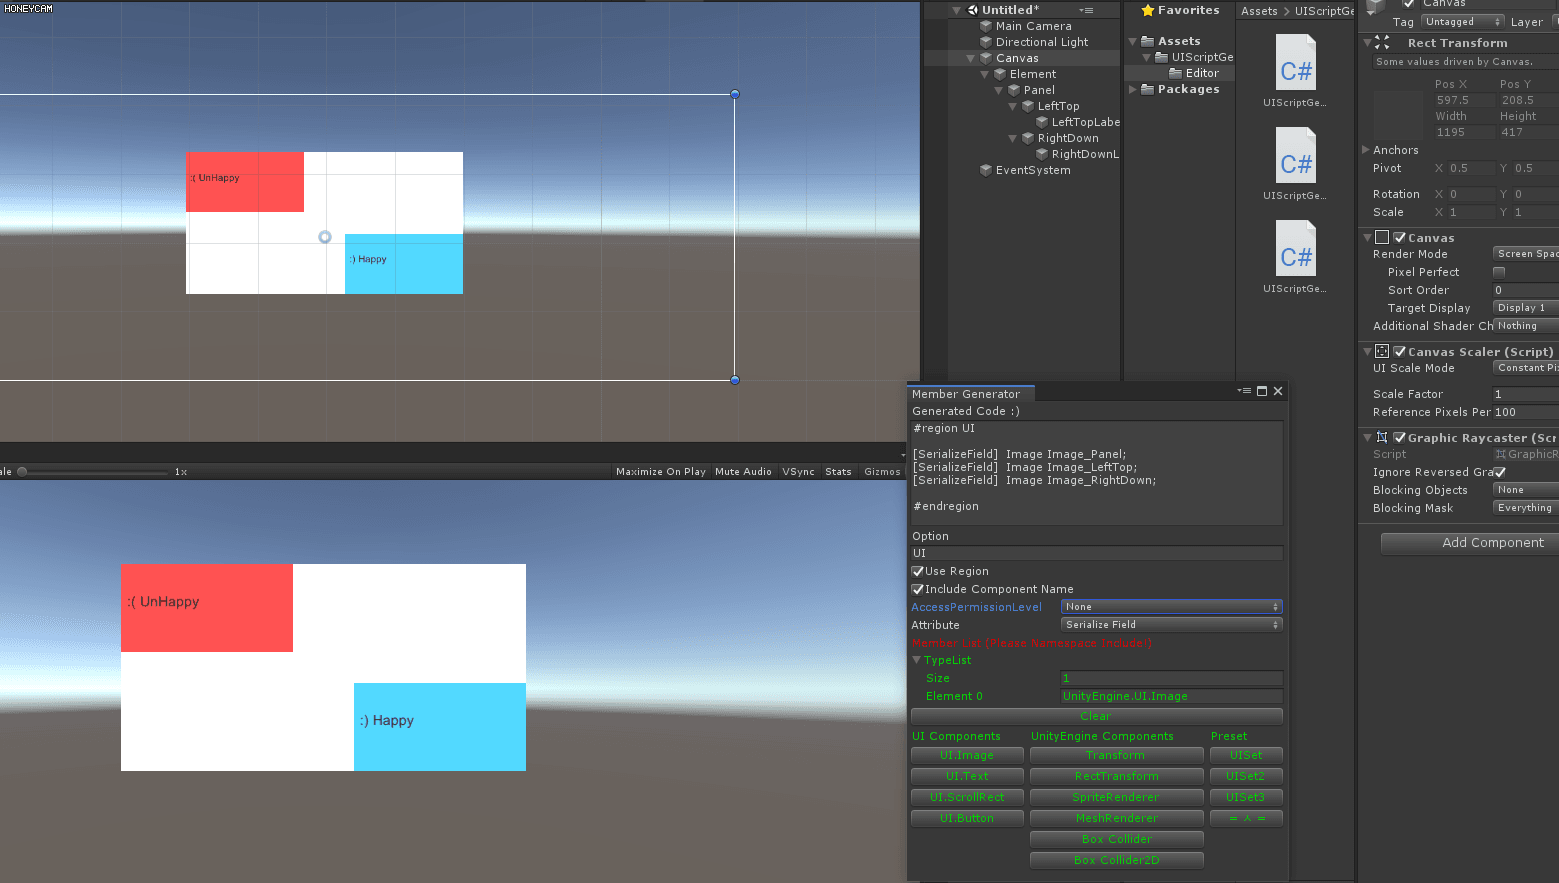 HONEYCAM
:( UnHappy
:) Happy
ale 1x Maximize On Play Mute Audio VSync Stats Gizmos
:( UnHappy
:) Happy
Untitled*
Main Camera
Directional Light
Canvas
Element
Panel
LeftTop
LeftTopLabe
RightDown
RightDownL
EventSystem
Favorites
Assets
UIScriptGe
Editor
Packages
Assets UIScriptGe
C#
UIScriptGe...
C#
UIScriptGe...
C#
UIScriptGe...
Canvas
Tag Untagged Layer
Rect Transform
Some values driven by Canvas.
Pos X Pos Y
597.5 208.5
Width Height
1195 417
Anchors
Pivot X 0.5 Y 0.5
Rotation X 0 Y 0
Scale X 1 Y 1
Canvas
Render Mode Screen Spac
Pixel Perfect
Sort Order 0
Target Display Display 1
Additional Shader Ch Nothing
Canvas Scaler (Script)
UI Scale Mode Constant Pix
Scale Factor 1
Reference Pixels Per 100
Graphic Raycaster (Scr
Script GraphicR
Ignore Reversed Gra
Blocking Objects None
Blocking Mask Everything
Add Component
Member Generator
Generated Code :)
#region UI
[SerializeField] Image Image_Panel;
[SerializeField] Image Image_LeftTop;
[SerializeField] Image Image_RightDown;
#endregion
Option
UI
Use Region
Include Component Name
AccessPermissionLevel None
Attribute Serialize Field
Member List (Please Namespace Include!)
TypeList
Size 1
Element 0 UnityEngine.UI.Image
Clear
UI Components UnityEngine Components Preset
UI.Image Transform UISet
UI.Text RectTransform UISet2
UI.ScrollRect SpriteRenderer UISet3
UI.Button MeshRenderer = ㅅ =
Box Collider
Box Collider2D